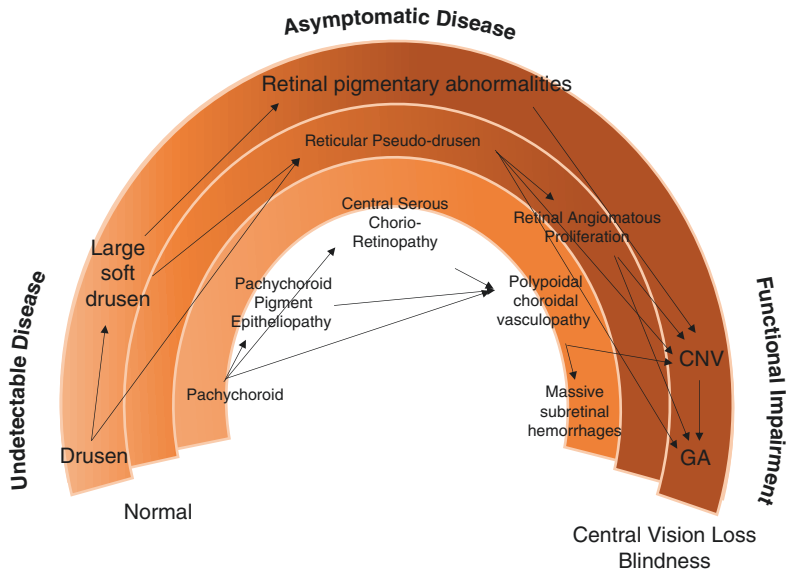 Asymptomatic Disease
Retinal pigmentary abnormalities
Reticular Pseudo-drusen
Central Serous
Chorio-
Retinopathy
Retinal Angiomatous
Proliferation
Large
soft
drusen
Pachychoroid
Pigment
Epitheliopathy
Polypoidal
choroidal
vasculopathy
Undetectable Disease
Functional Impairment
CNV
Pachychoroid
Massive
subretinal
hemorrhages
Drusen
GA
Normal
Central Vision Loss
Blindness